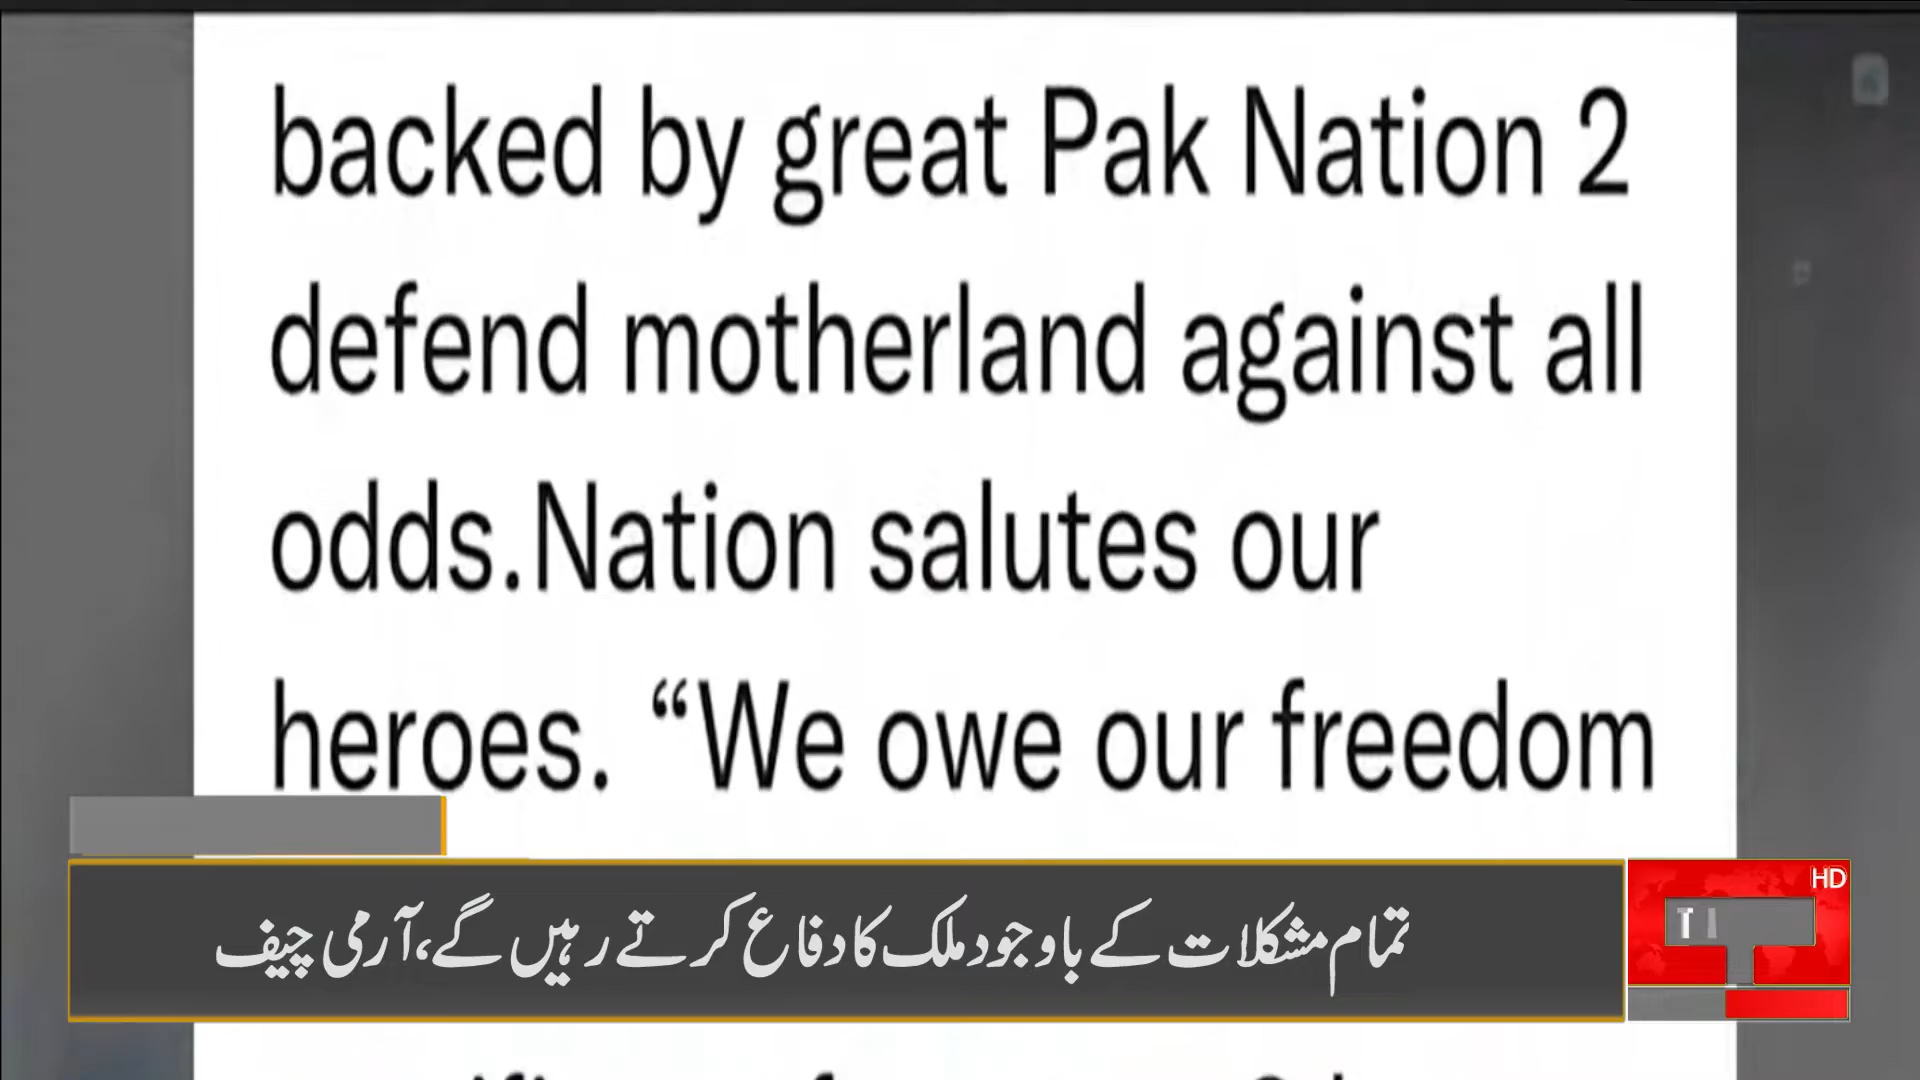 backed by great Pak Nation 2
defend motherland against all
odds.Nation salutes our
heroes. “We owe our freedom
تمام مشکلات کے باوجود ملک کا دفاع کرتے رہیں گے، آرمی چیف
HD
T